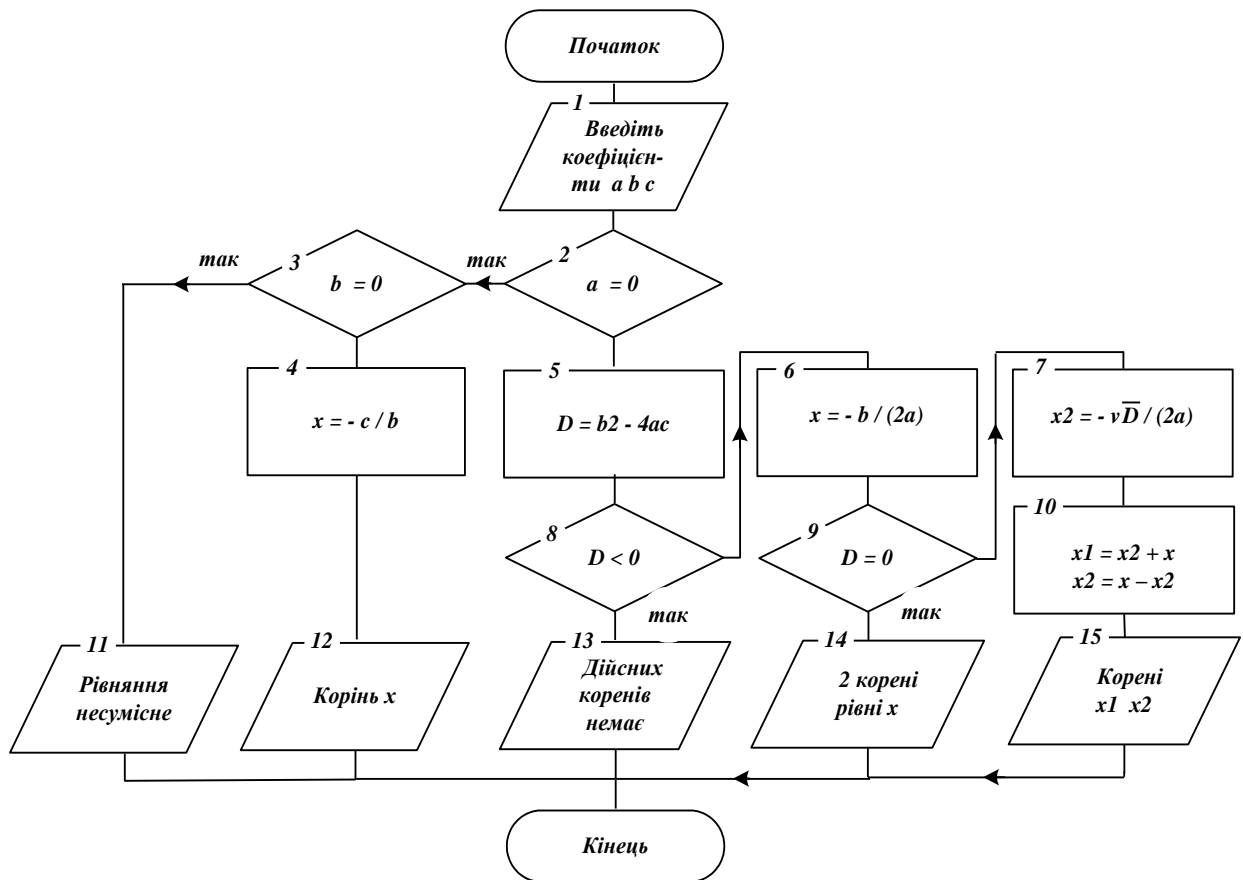 Початок
1
Введіть
коефіцієн-
ти a b c
2
a = 0
так
3
b = 0
так
4
x = - c / b
5
D = b2 - 4ac
6
x = - b / (2a)
7
x2 = - v D̅ / (2a)
8
D < 0
так
9
D = 0
так
10
x1 = x2 + x
x2 = x – x2
11
Рівняння
несумісне
12
Корінь x
13
Дійсних
коренів
немає
14
2 корені
рівні x
15
Корені
x1 x2
Кінець